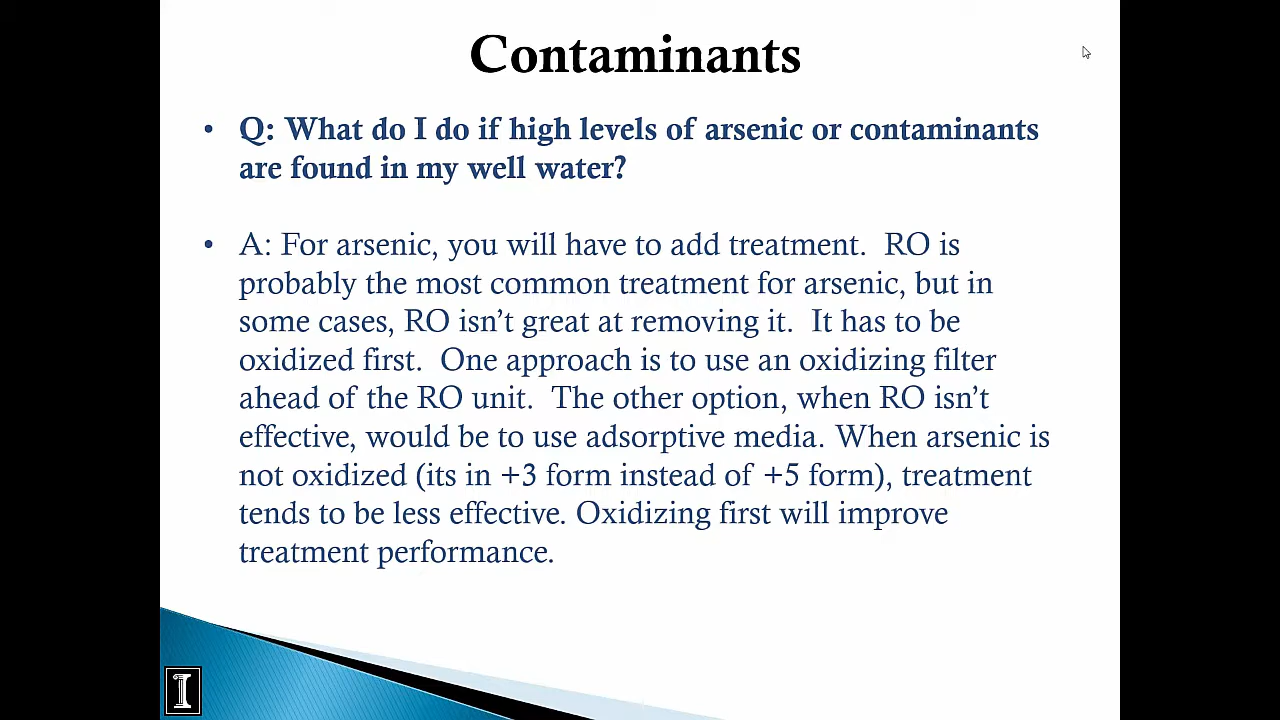 Contaminants
• Q: What do I do if high levels of arsenic or contaminants
are found in my well water?
• A: For arsenic, you will have to add treatment.  RO is
probably the most common treatment for arsenic, but in
some cases, RO isn't great at removing it.  It has to be
oxidized first.  One approach is to use an oxidizing filter
ahead of the RO unit.  The other option, when RO isn't
effective, would be to use adsorptive media. When arsenic is
not oxidized (its in +3 form instead of +5 form), treatment
tends to be less effective. Oxidizing first will improve
treatment performance.
I